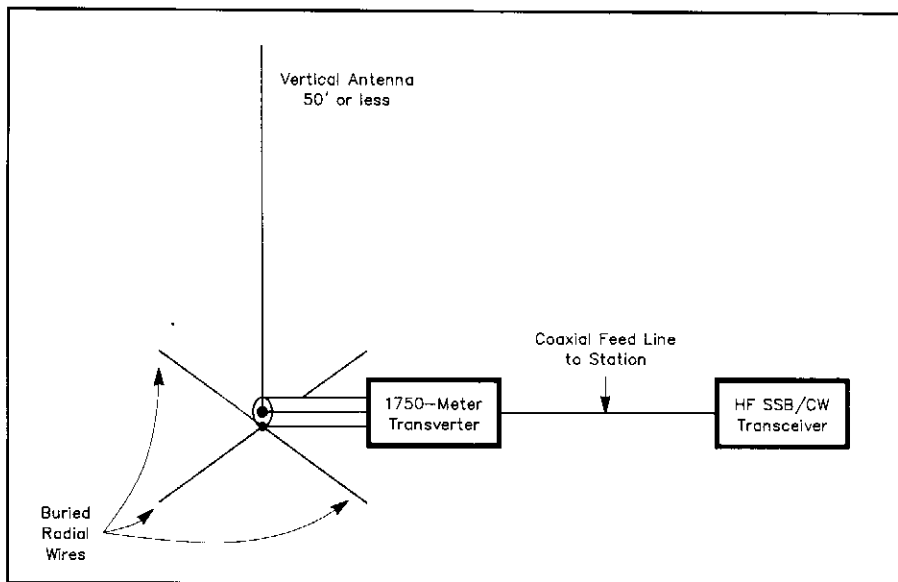 Vertical Antenna
50' or less
Coaxial Feed Line
to Station
1750-Meter
Transverter
HF SSB/CW
Transceiver
Buried
Radial
Wires